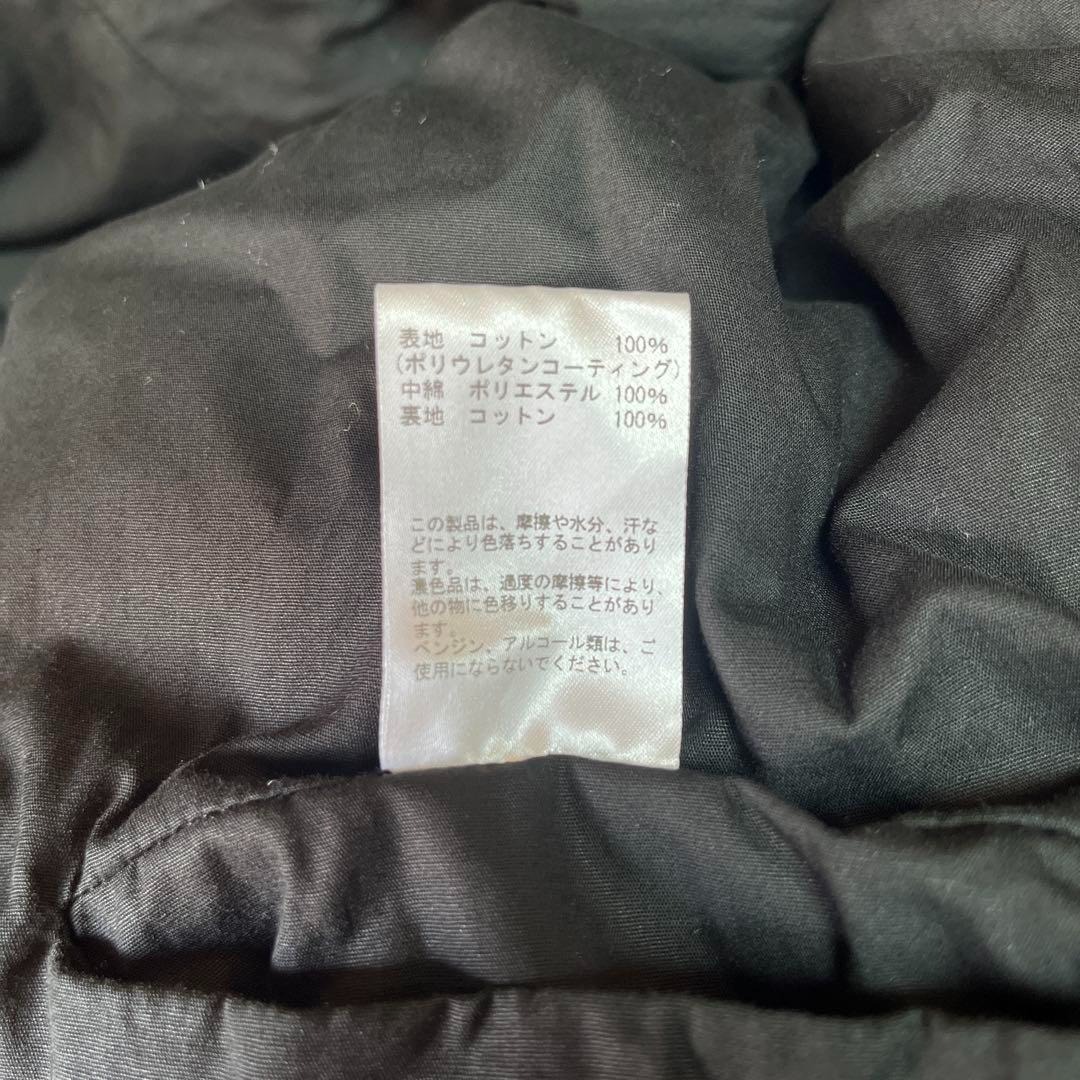 表地　コットン　　100%
(ポリウレタンコーティング)
中綿　ポリエステル 100%
裏地　コットン　　100%
この製品は、摩擦や水分、汗な
どにより色落ちすることがあり
ます。
濃色品は、過度の摩擦等により、
他の物に色移りすることがあり
ます。
ベンジン、アルコール類は、ご
使用にならないでください。